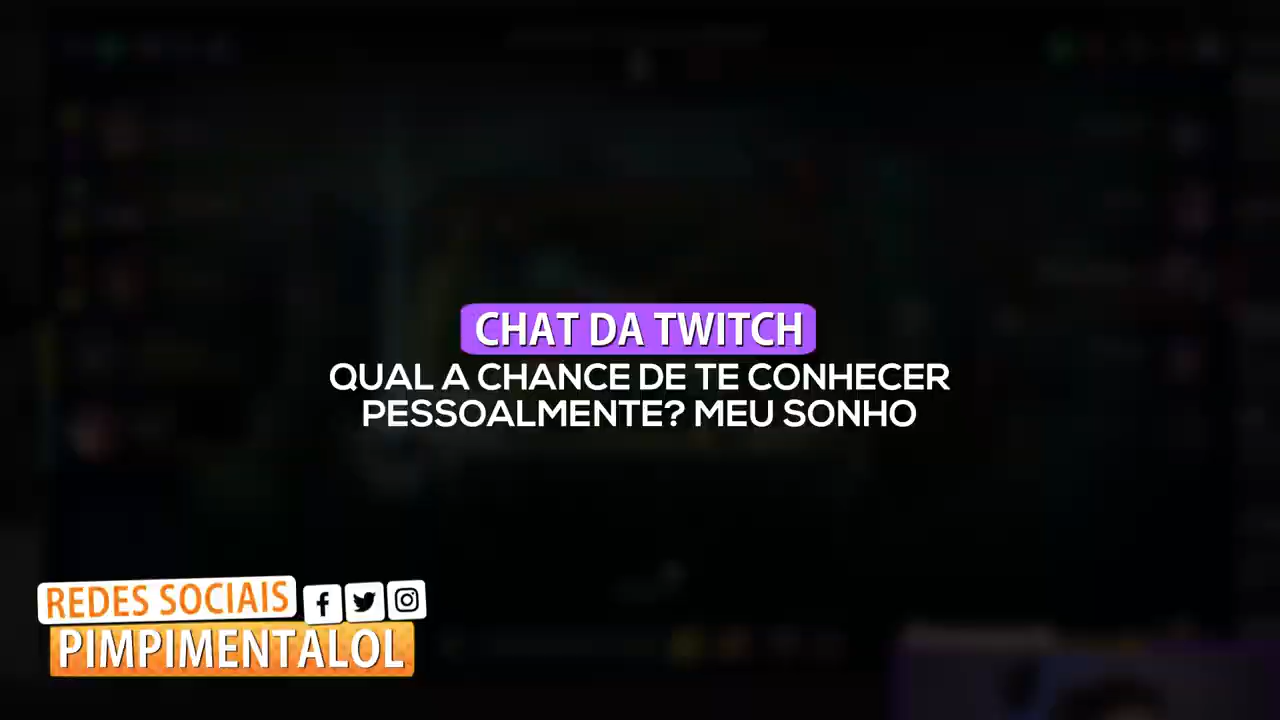 CHAT DA TWITCH
QUAL A CHANCE DE TE CONHECER
PESSOALMENTE? MEU SONHO
REDES SOCIAIS
PIMPIMENTALOL